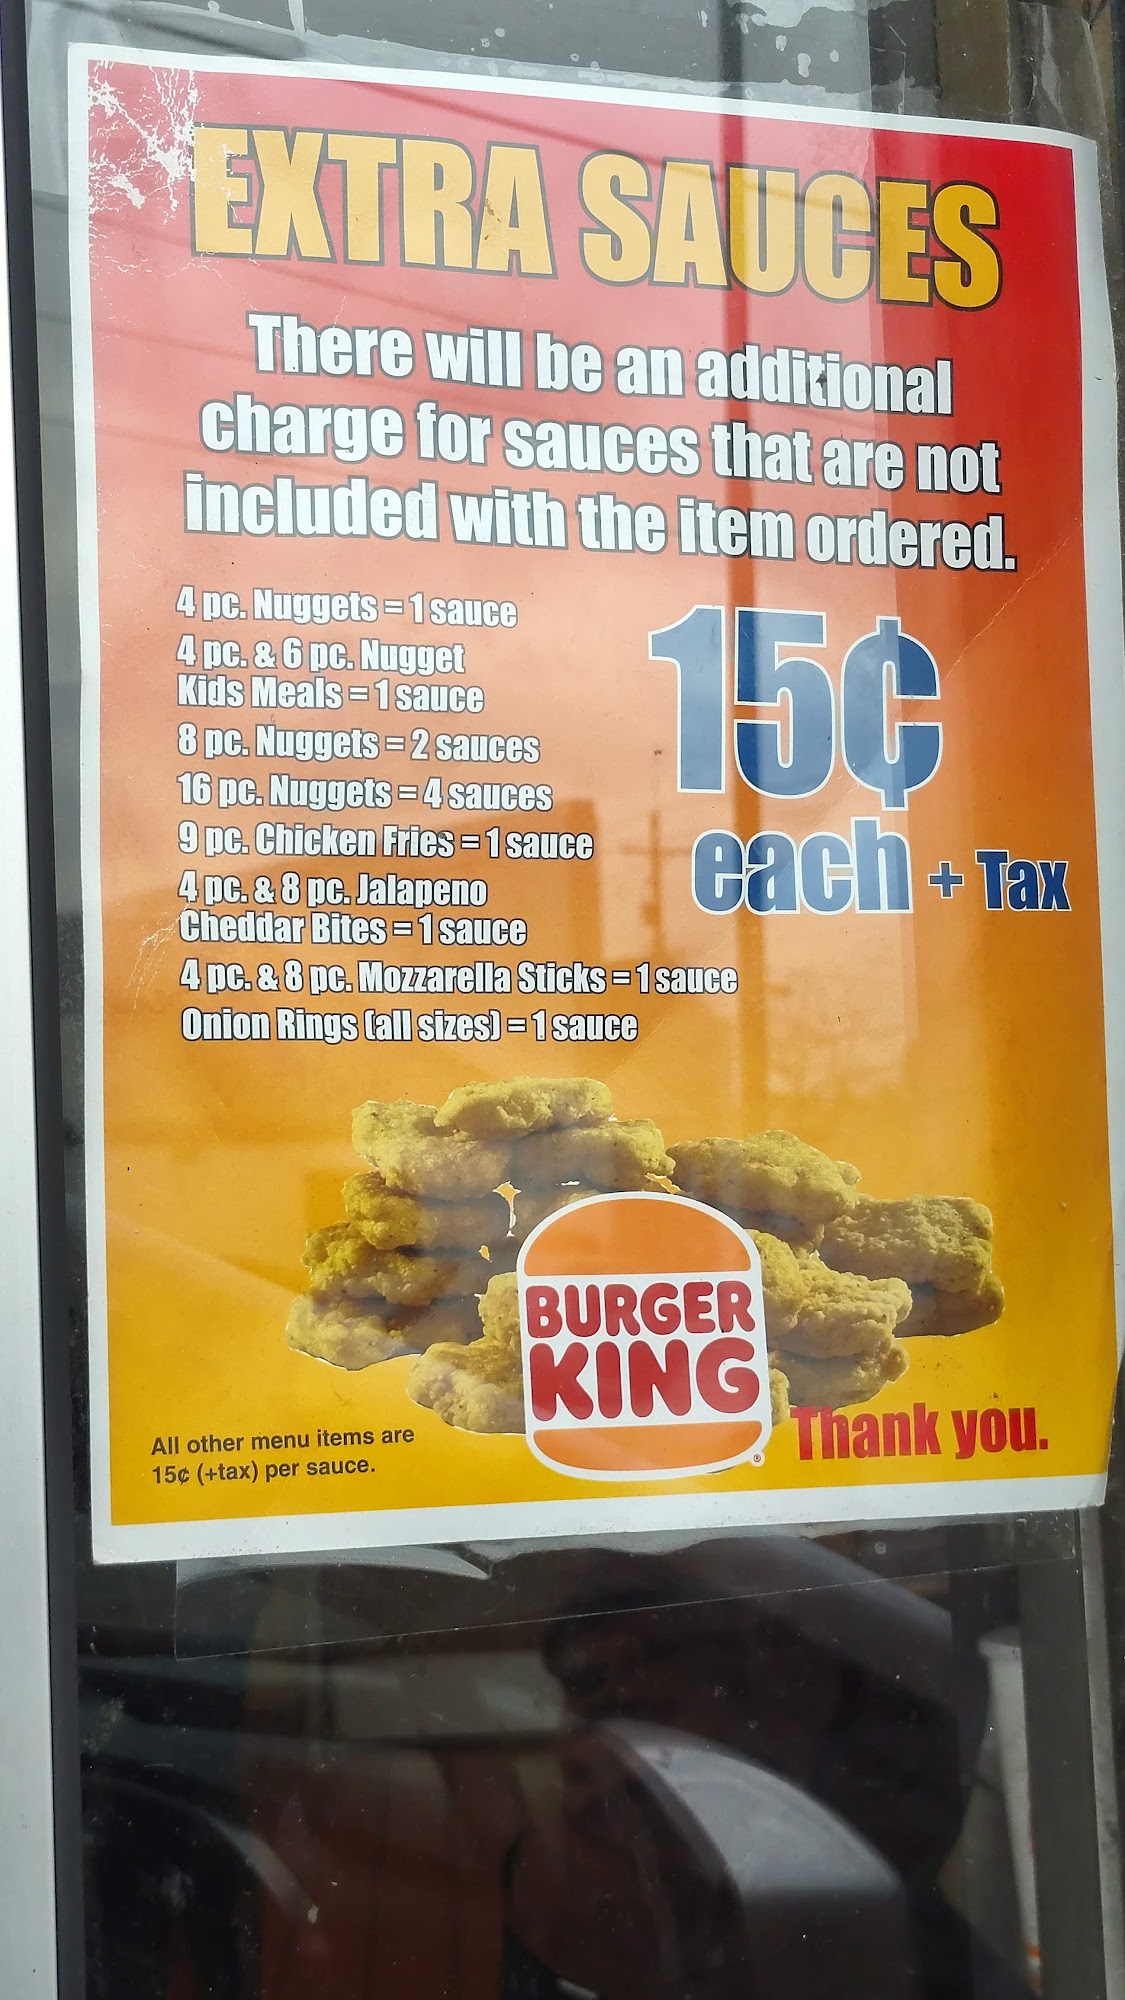 EXTRA SAUCES
There will be an additional
charge for sauces that are not
included with the item ordered.
4 pc. Nuggets = 1 sauce
4 pc. & 6 pc. Nugget
Kids Meals = 1 sauce
8 pc. Nuggets = 2 sauces
16 pc. Nuggets = 4 sauces
9 pc. Chicken Fries = 1 sauce
4 pc. & 8 pc. Jalapeno
Cheddar Bites = 1 sauce
4 pc. & 8 pc. Mozzarella Sticks = 1 sauce
Onion Rings (all sizes) = 1 sauce
15¢
each + Tax
BURGER
KING
®
All other menu items are
15¢ (+tax) per sauce.
Thank you.